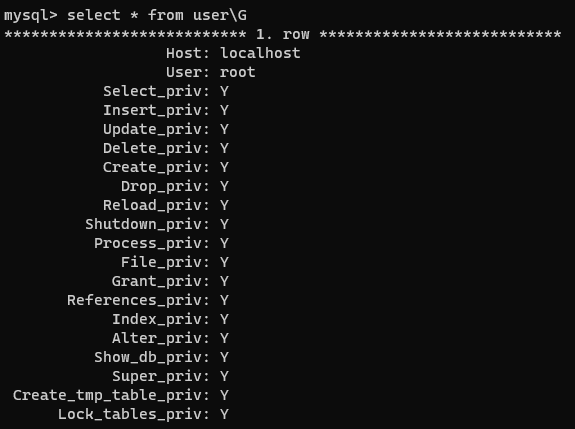 mysql> select * from user\G
*************************** 1. row ***************************
Host: localhost
User: root
Select_priv: Y
Insert_priv: Y
Update_priv: Y
Delete_priv: Y
Create_priv: Y
Drop_priv: Y
Reload_priv: Y
Shutdown_priv: Y
Process_priv: Y
File_priv: Y
Grant_priv: Y
References_priv: Y
Index_priv: Y
Alter_priv: Y
Show_db_priv: Y
Super_priv: Y
Create_tmp_table_priv: Y
Lock_tables_priv: Y